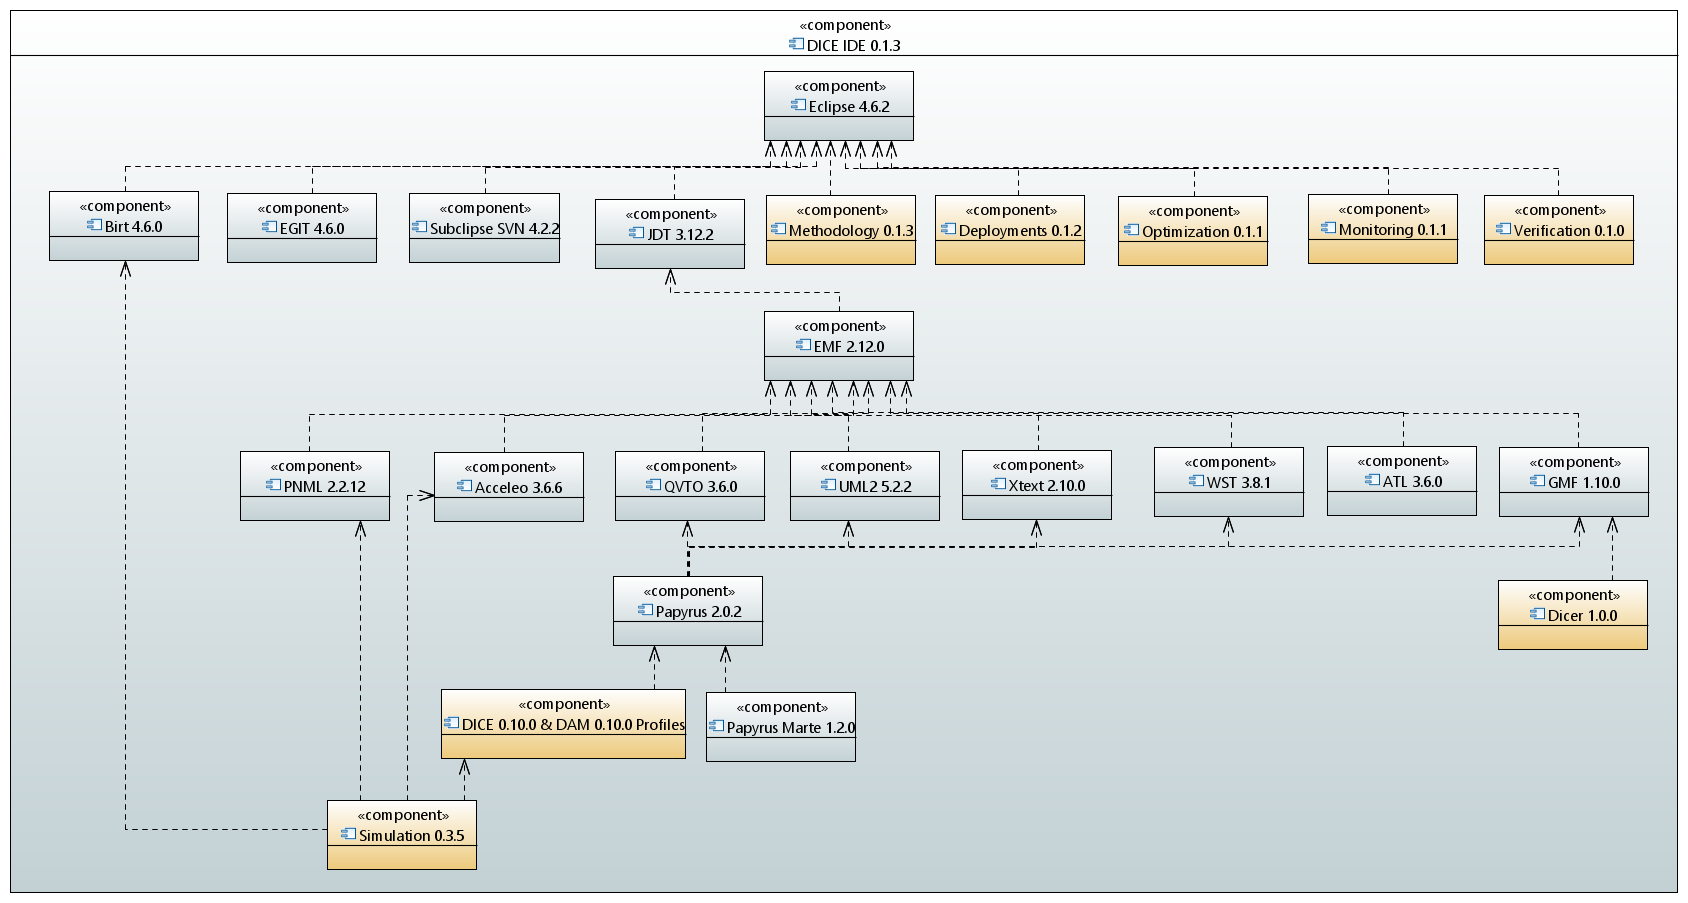 «component»
DICE IDE 0.1.3
«component»
Eclipse 4.6.2
«component»
Birt 4.6.0
«component»
EGIT 4.6.0
«component»
Subclipse SVN 4.2.2
«component»
JDT 3.12.2
«component»
Methodology 0.1.3
«component»
Deployments 0.1.2
«component»
Optimization 0.1.1
«component»
Monitoring 0.1.1
«component»
Verification 0.1.0
«component»
EMF 2.12.0
«component»
PNML 2.2.12
«component»
Acceleo 3.6.6
«component»
QVTO 3.6.0
«component»
UML2 5.2.2
«component»
Xtext 2.10.0
«component»
WST 3.8.1
«component»
ATL 3.6.0
«component»
GMF 1.10.0
«component»
Papyrus 2.0.2
«component»
Dicer 1.0.0
«component»
DICE 0.10.0 & DAM 0.10.0 Profiles
«component»
Papyrus Marte 1.2.0
«component»
Simulation 0.3.5